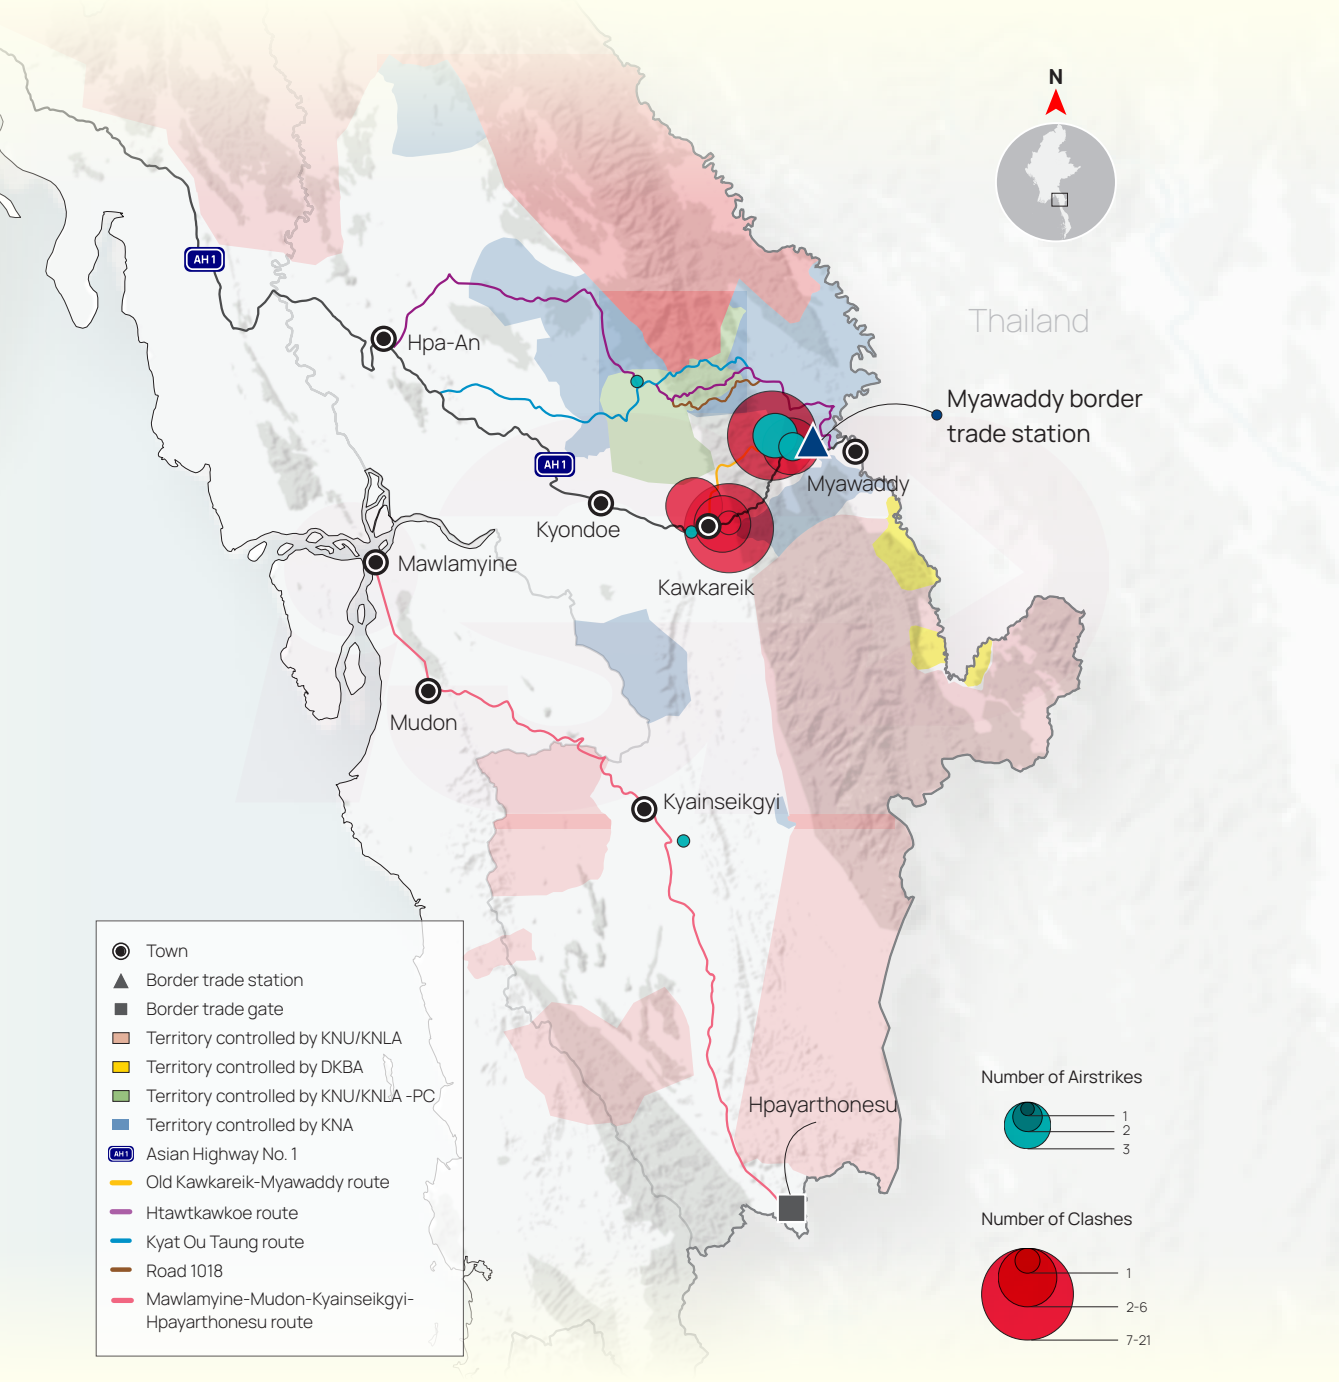 N
AH 1
Thailand
Hpa-An
Myawaddy border
trade station
AH 1
Myawaddy
Kyondoe
Mawlamyine
Kawkareik
Mudon
Kyainseikgyi
Hpayarthonesu
Town
Border trade station
Border trade gate
Territory controlled by KNU/KNLA
Territory controlled by DKBA
Territory controlled by KNU/KNLA -PC
Territory controlled by KNA
AH 1 Asian Highway No. 1
Old Kawkareik-Myawaddy route
Htawtkawkoe route
Kyat Ou Taung route
Road 1018
Mawlamyine-Mudon-Kyainseikgyi-
Hpayarthonesu route
Number of Airstrikes
1
2
3
Number of Clashes
1
2-6
7-21